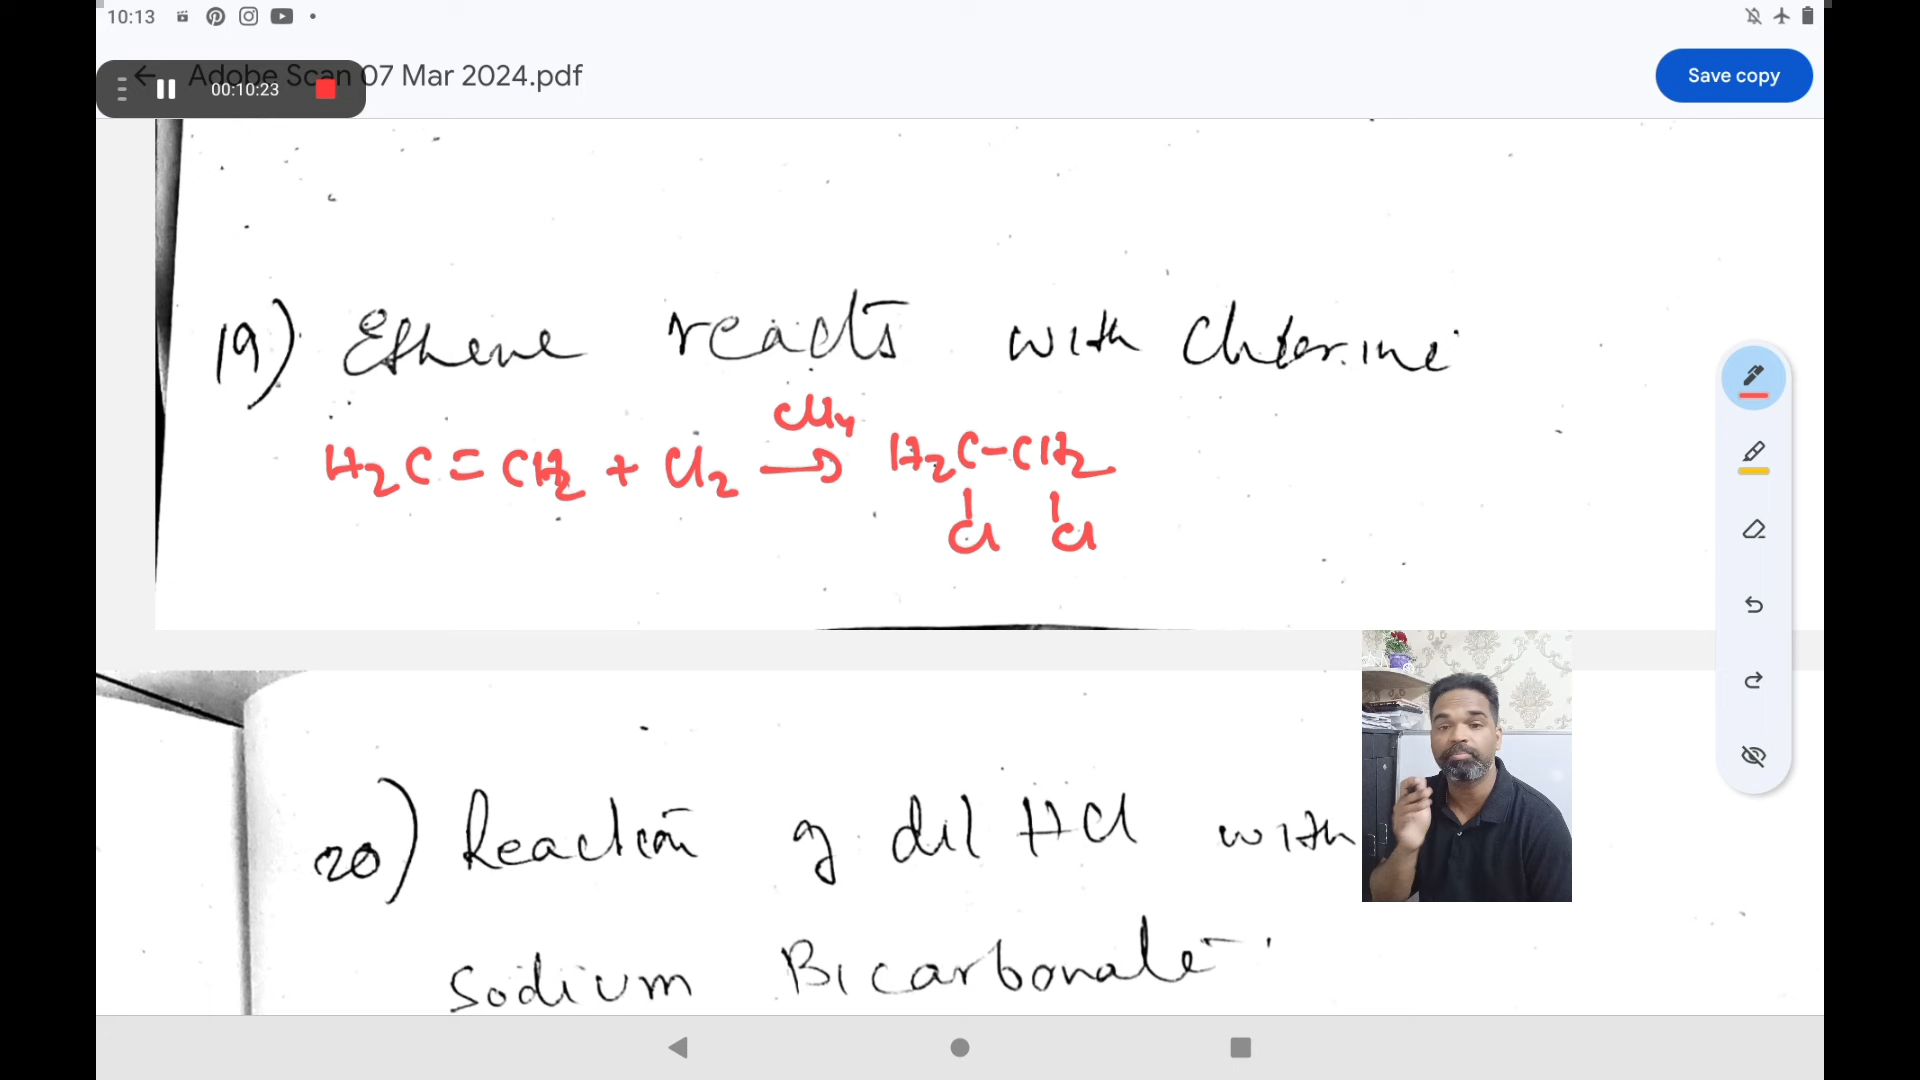 10:13
Adobe Scan 07 Mar 2024.pdf
00:10:23
Save copy
19) Ethene reacts with Chlorine
CCl4
H2C=CH2 + Cl2 → H2C-CH2
Cl Cl
20) Reaction of dil HCl with
Sodium Bicarbonate